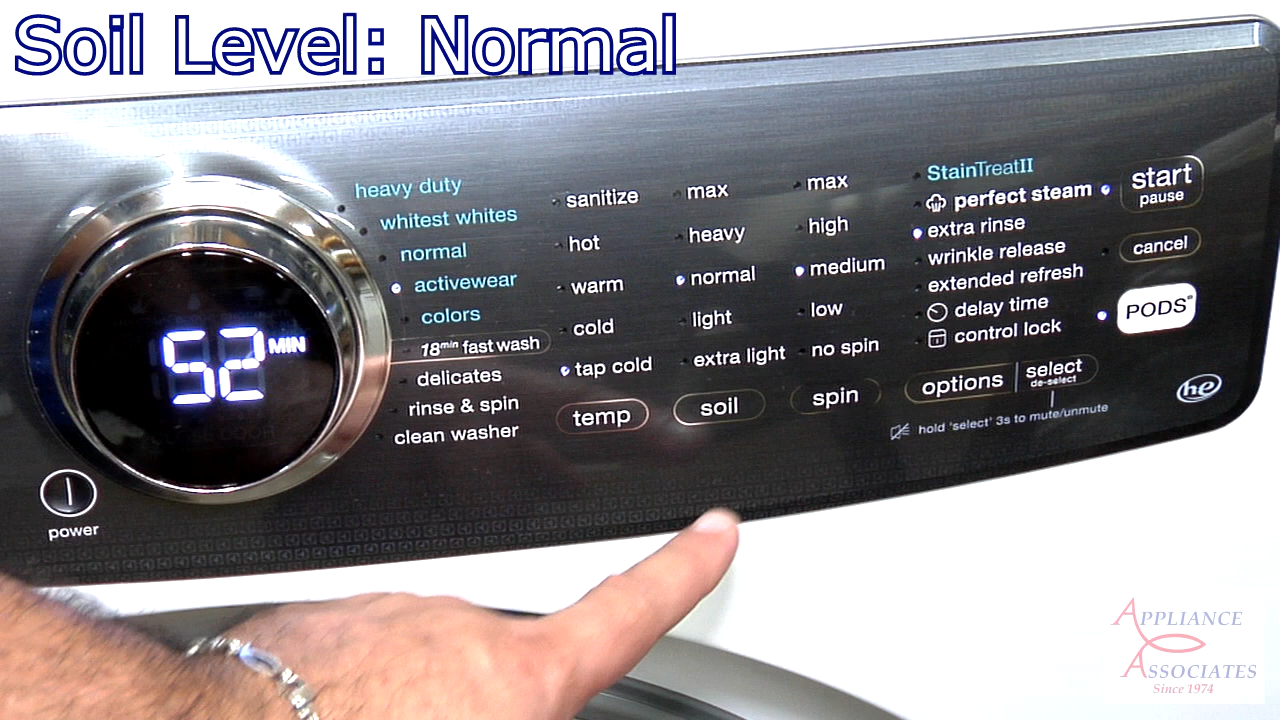 Soil Level: Normal
heavy duty
whitest whites
normal
activewear
colors
18min fast wash
delicates
rinse & spin
clean washer
52 MIN
power
sanitize
hot
warm
cold
tap cold
temp
max
heavy
normal
light
extra light
soil
max
high
medium
low
no spin
spin
StainTreatII
perfect steam
extra rinse
wrinkle release
extended refresh
delay time
control lock
options
select
de-select
hold 'select' 3s to mute/unmute
start
pause
cancel
PODS®
he
APPLIANCE
ASSOCIATES
Since 1974